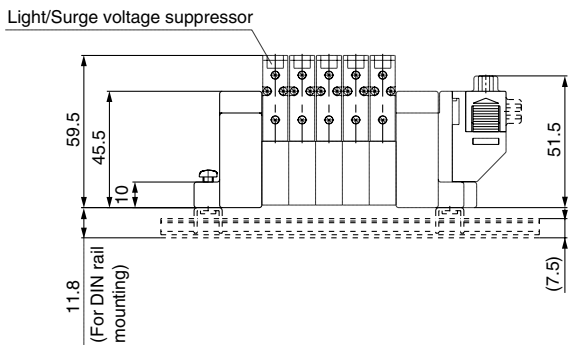 Light/Surge voltage suppressor
59.5
45.5
10
51.5
11.8
(For DIN rail
mounting)
(7.5)